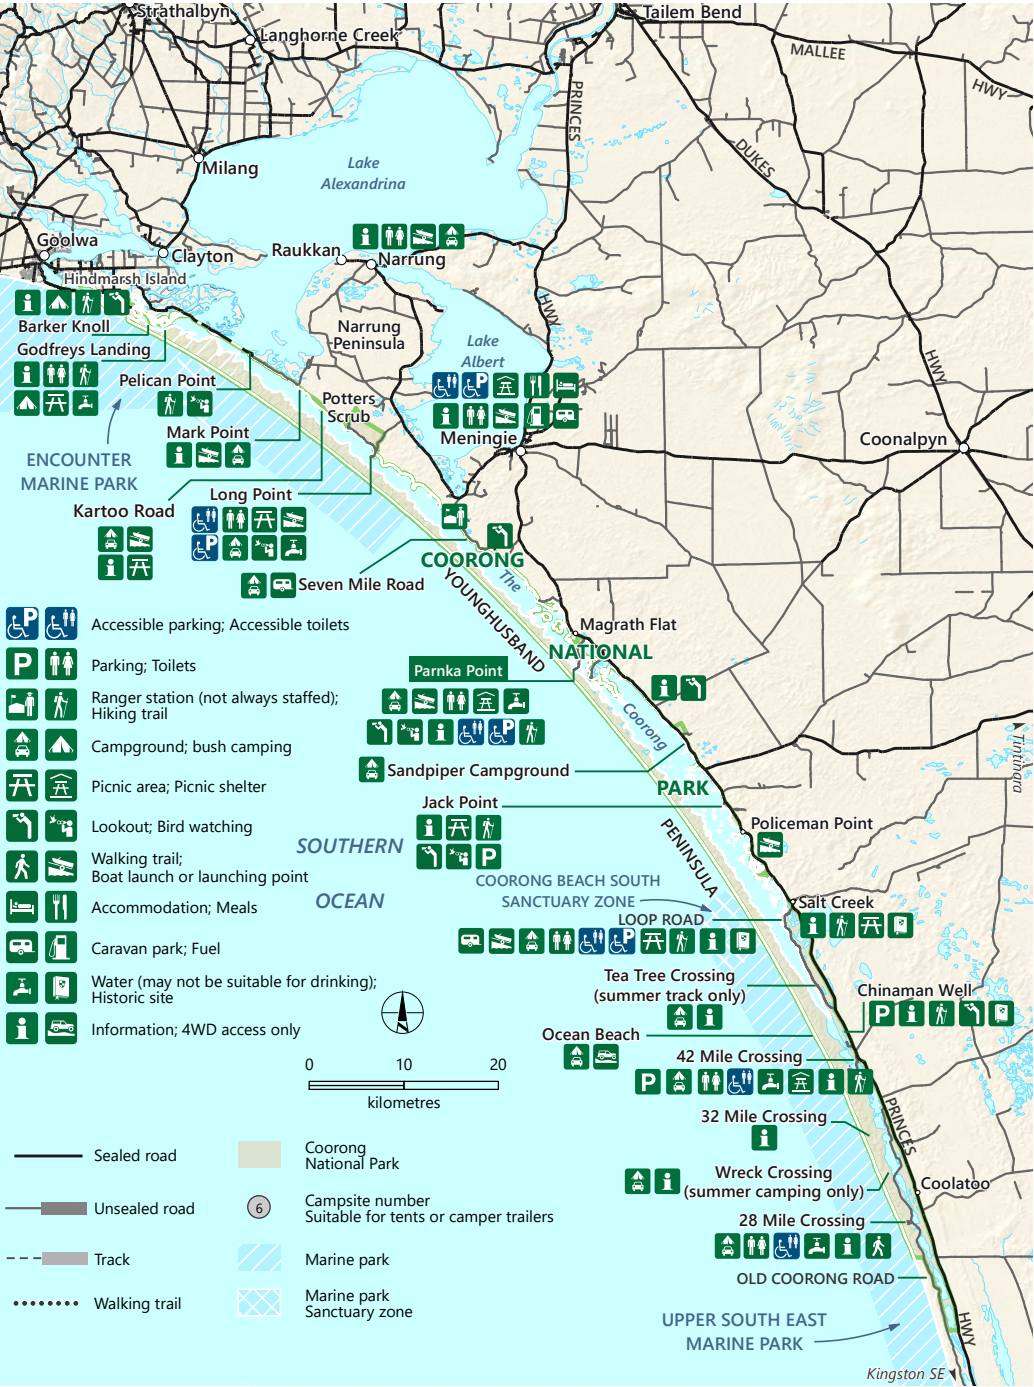 Strathalbyn
Tailem Bend
Langhorne Creek
MALLEE
HWY
PRINCES
DUKES
Milang
Lake
Alexandrina
Goolwa
Clayton
Raukkan
Narrung
Hindmarsh Island
HWY
Barker Knoll
Narrung
Peninsula
Lake
Albert
Godfreys Landing
HWY
Pelican Point
Potters
Scrub
Mark Point
Meningie
Coonalpyn
ENCOUNTER
MARINE PARK
Long Point
Kartoo Road
COORONG
Seven Mile Road
The
YOUNGHUSBAND
P
Accessible parking; Accessible toilets
Magrath Flat
NATIONAL
P
Parking; Toilets
Parnka Point
Ranger station (not always staffed);
Hiking trail
Coorong
Tintinara
Campground; bush camping
Sandpiper Campground
Picnic area; Picnic shelter
PARK
Jack Point
Lookout; Bird watching
Policeman Point
SOUTHERN
OCEAN
P
PENINSULA
Walking trail;
Boat launch or launching point
COORONG BEACH SOUTH
SANCTUARY ZONE
Accommodation; Meals
Salt Creek
LOOP ROAD
Caravan park; Fuel
Tea Tree Crossing
(summer track only)
Water (may not be suitable for drinking);
Historic site
Chinaman Well
P
Information; 4WD access only
Ocean Beach
42 Mile Crossing
P
0 10 20
kilometres
PRINCES
32 Mile Crossing
Sealed road
Coorong
National Park
Wreck Crossing
(summer camping only)
Coolatoo
Unsealed road
6
Campsite number
Suitable for tents or camper trailers
28 Mile Crossing
Track
Marine park
OLD COORONG ROAD
Walking trail
Marine park
Sanctuary zone
UPPER SOUTH EAST
MARINE PARK
HWY
Kingston SE